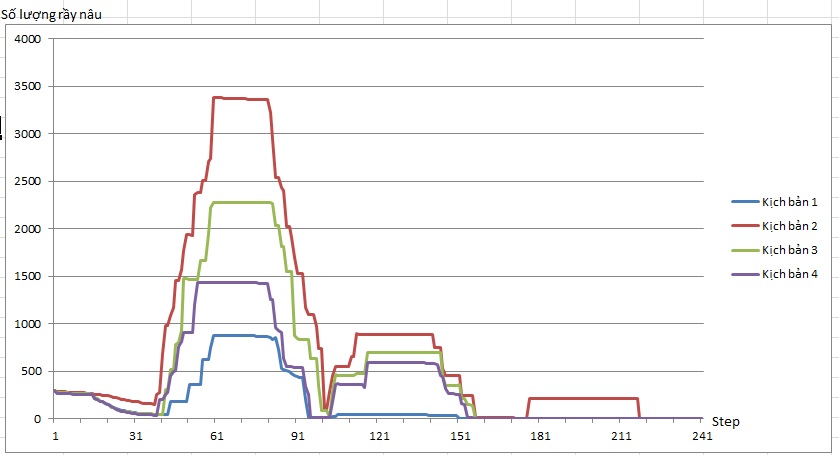 Số lượng rầy nâu
4000
3500
3000
2500
2000
1500
1000
500
0
1 31 61 91 121 151 181 211 241
Step
Kịch bản 1
Kịch bản 2
Kịch bản 3
Kịch bản 4